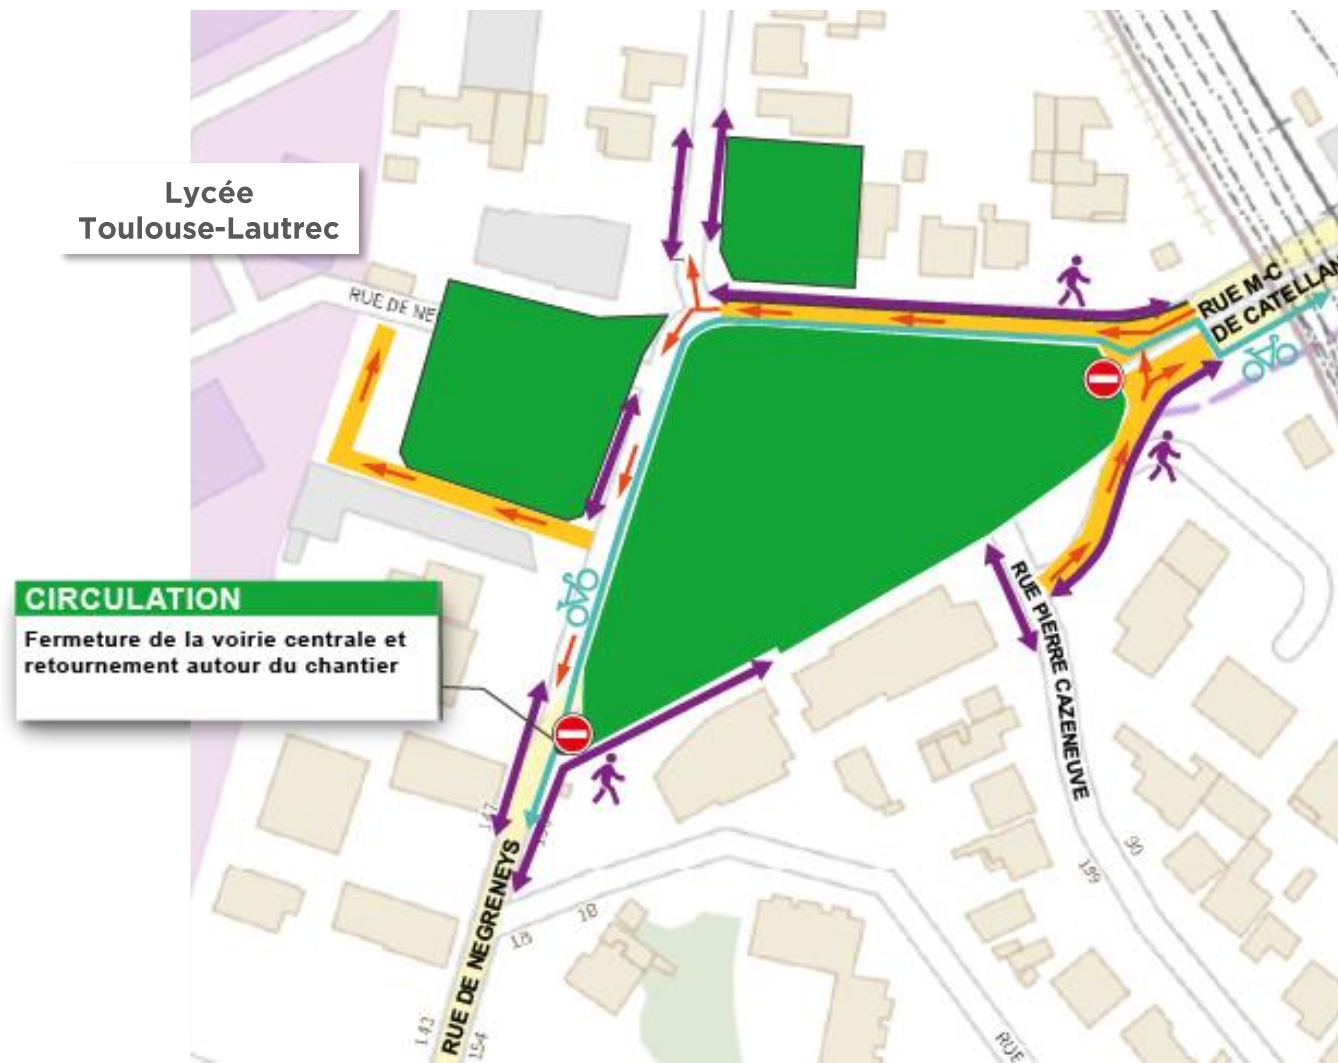 Lycée
Toulouse-Lautrec
RUE DE NE
RUE M-C
DE CATELLAN
CIRCULATION
Fermeture de la voirie centrale et
retournement autour du chantier
RUE PIERRE CAZENEUVE
147
90
199
18
18
RUE DE NEGRENEYS
143
154
RUE